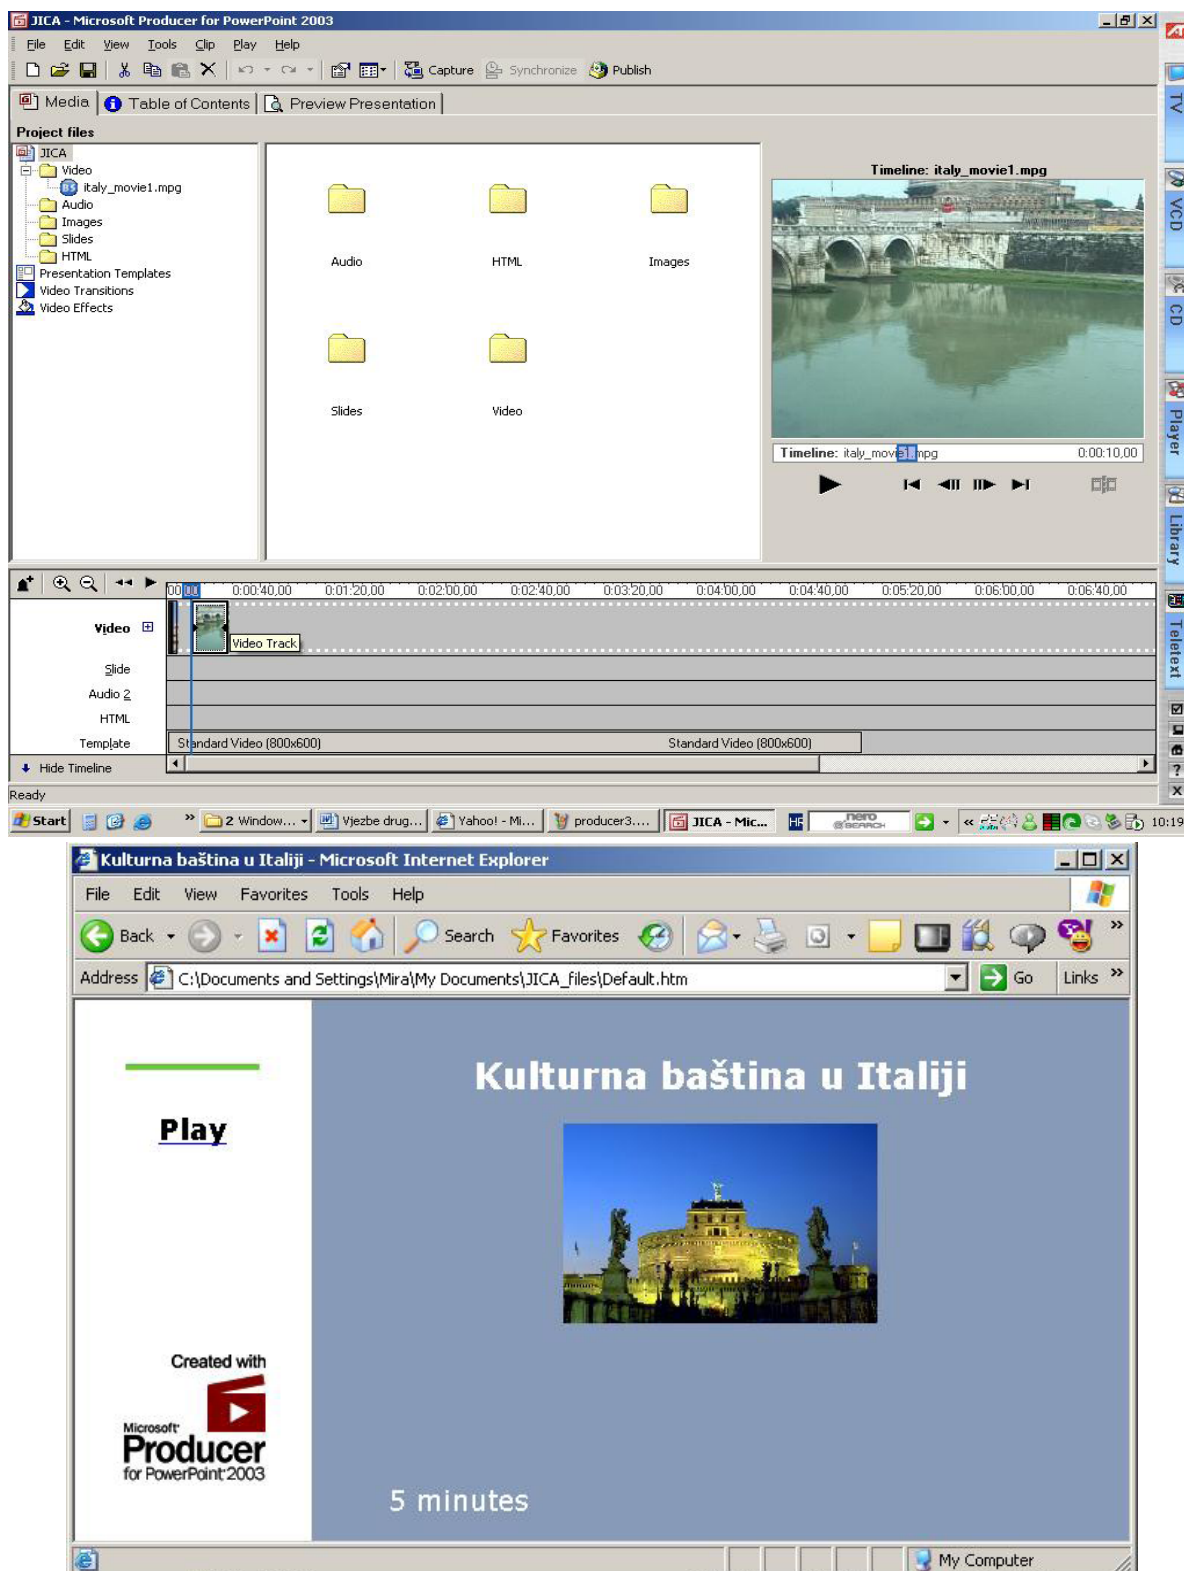 JICA - Microsoft Producer for PowerPoint 2003
File Edit View Tools Clip Play Help
Capture Synchronize Publish
Media Table of Contents Preview Presentation
Project files
JICA
Video
italy_movie1.mpg
Audio
Images
Slides
HTML
Presentation Templates
Video Transitions
Video Effects
Audio HTML Images
Slides Video
Timeline: italy_movie1.mpg
Timeline: italy_movie1.mpg 0:00:10,00
TV
VCD
CD
Player
Library
Teletext
0:00:40,00 0:01:20,00 0:02:00,00 0:02:40,00 0:03:20,00 0:04:00,00 0:04:40,00 0:05:20,00 0:06:00,00 0:06:40,00
Video
Video Track
Slide
Audio 2
HTML
Template Standard Video (800x600) Standard Video (800x600)
Hide Timeline
Ready
Start » 2 Window... Vjezbe drug... Yahoo! - Mi... producer3.... JICA - Mic... HR nero SEARCH « 10:19
Kulturna baština u Italiji - Microsoft Internet Explorer
File Edit View Favorites Tools Help
Back Search Favorites »
Address C:\Documents and Settings\Mira\My Documents\JICA_files\Default.htm Go Links »
Kulturna baština u Italiji
Play
Created with
Microsoft
Producer
for PowerPoint 2003
5 minutes
My Computer